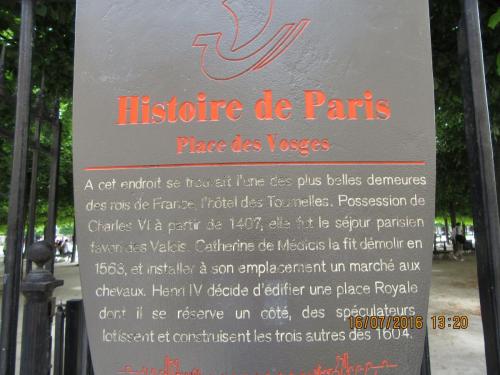 Histoire de Paris
Place des Vosges
A cet endroit se trouvait l'une des plus belles demeures
des rois de France, l'hôtel des Tournelles. Possession de
Charles VI à partir de 1407, elle fut le séjour parisien
favori des Valois. Catherine de Médicis la fit démolir en
1563, et installer à son emplacement un marché aux
chevaux. Henri IV décide d'édifier une place Royale
dont il se réserve un côté, des spéculateurs
lotissent et construisent les trois autres dès 1604.
16/07/2016 13:20